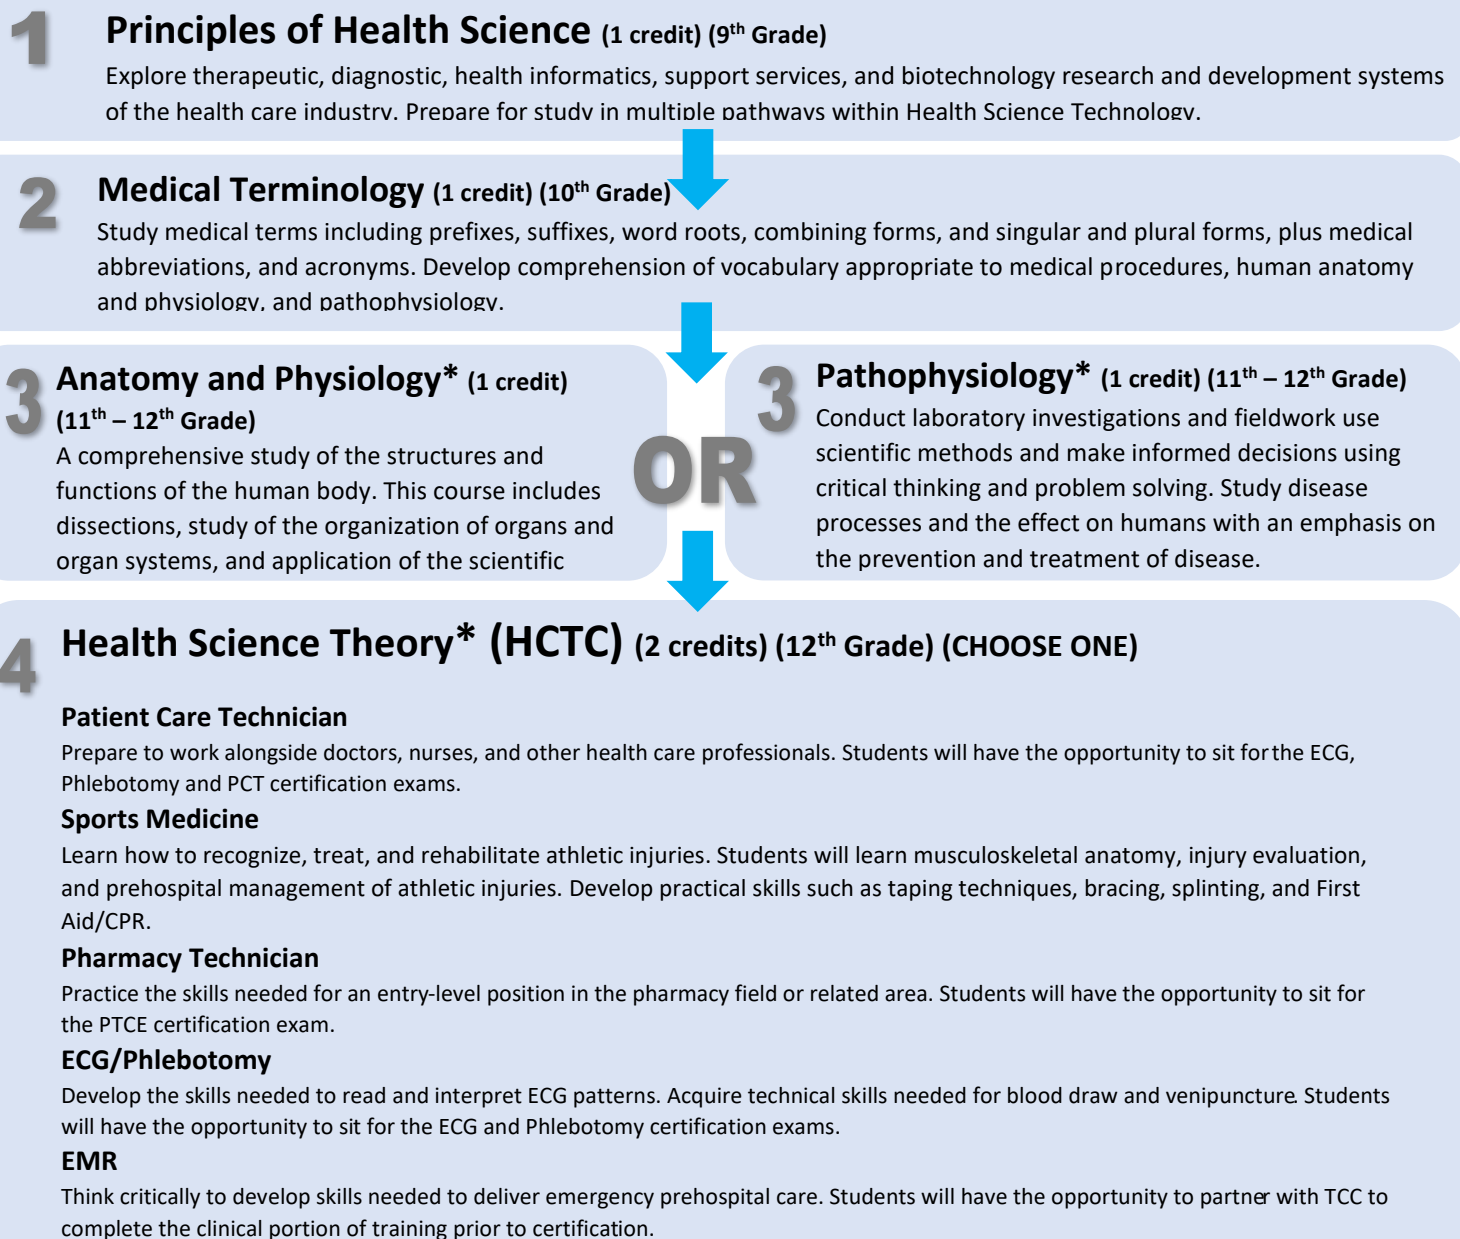 1
Principles of Health Science (1 credit) (9th Grade)
Explore therapeutic, diagnostic, health informatics, support services, and biotechnology research and development systems
of the health care industry. Prepare for study in multiple pathways within Health Science Technology.
2
Medical Terminology (1 credit) (10th Grade)
Study medical terms including prefixes, suffixes, word roots, combining forms, and singular and plural forms, plus medical
abbreviations, and acronyms. Develop comprehension of vocabulary appropriate to medical procedures, human anatomy
and physiology, and pathophysiology.
3
Anatomy and Physiology* (1 credit)
(11th – 12th Grade)
A comprehensive study of the structures and
functions of the human body. This course includes
dissections, study of the organization of organs and
organ systems, and application of the scientific
OR
3
Pathophysiology* (1 credit) (11th – 12th Grade)
Conduct laboratory investigations and fieldwork use
scientific methods and make informed decisions using
critical thinking and problem solving. Study disease
processes and the effect on humans with an emphasis on
the prevention and treatment of disease.
4
Health Science Theory* (HCTC) (2 credits) (12th Grade) (CHOOSE ONE)
Patient Care Technician
Prepare to work alongside doctors, nurses, and other health care professionals. Students will have the opportunity to sit for the ECG,
Phlebotomy and PCT certification exams.
Sports Medicine
Learn how to recognize, treat, and rehabilitate athletic injuries. Students will learn musculoskeletal anatomy, injury evaluation,
and prehospital management of athletic injuries. Develop practical skills such as taping techniques, bracing, splinting, and First
Aid/CPR.
Pharmacy Technician
Practice the skills needed for an entry-level position in the pharmacy field or related area. Students will have the opportunity to sit for
the PTCE certification exam.
ECG/Phlebotomy
Develop the skills needed to read and interpret ECG patterns. Acquire technical skills needed for blood draw and venipuncture. Students
will have the opportunity to sit for the ECG and Phlebotomy certification exams.
EMR
Think critically to develop skills needed to deliver emergency prehospital care. Students will have the opportunity to partner with TCC to
complete the clinical portion of training prior to certification.